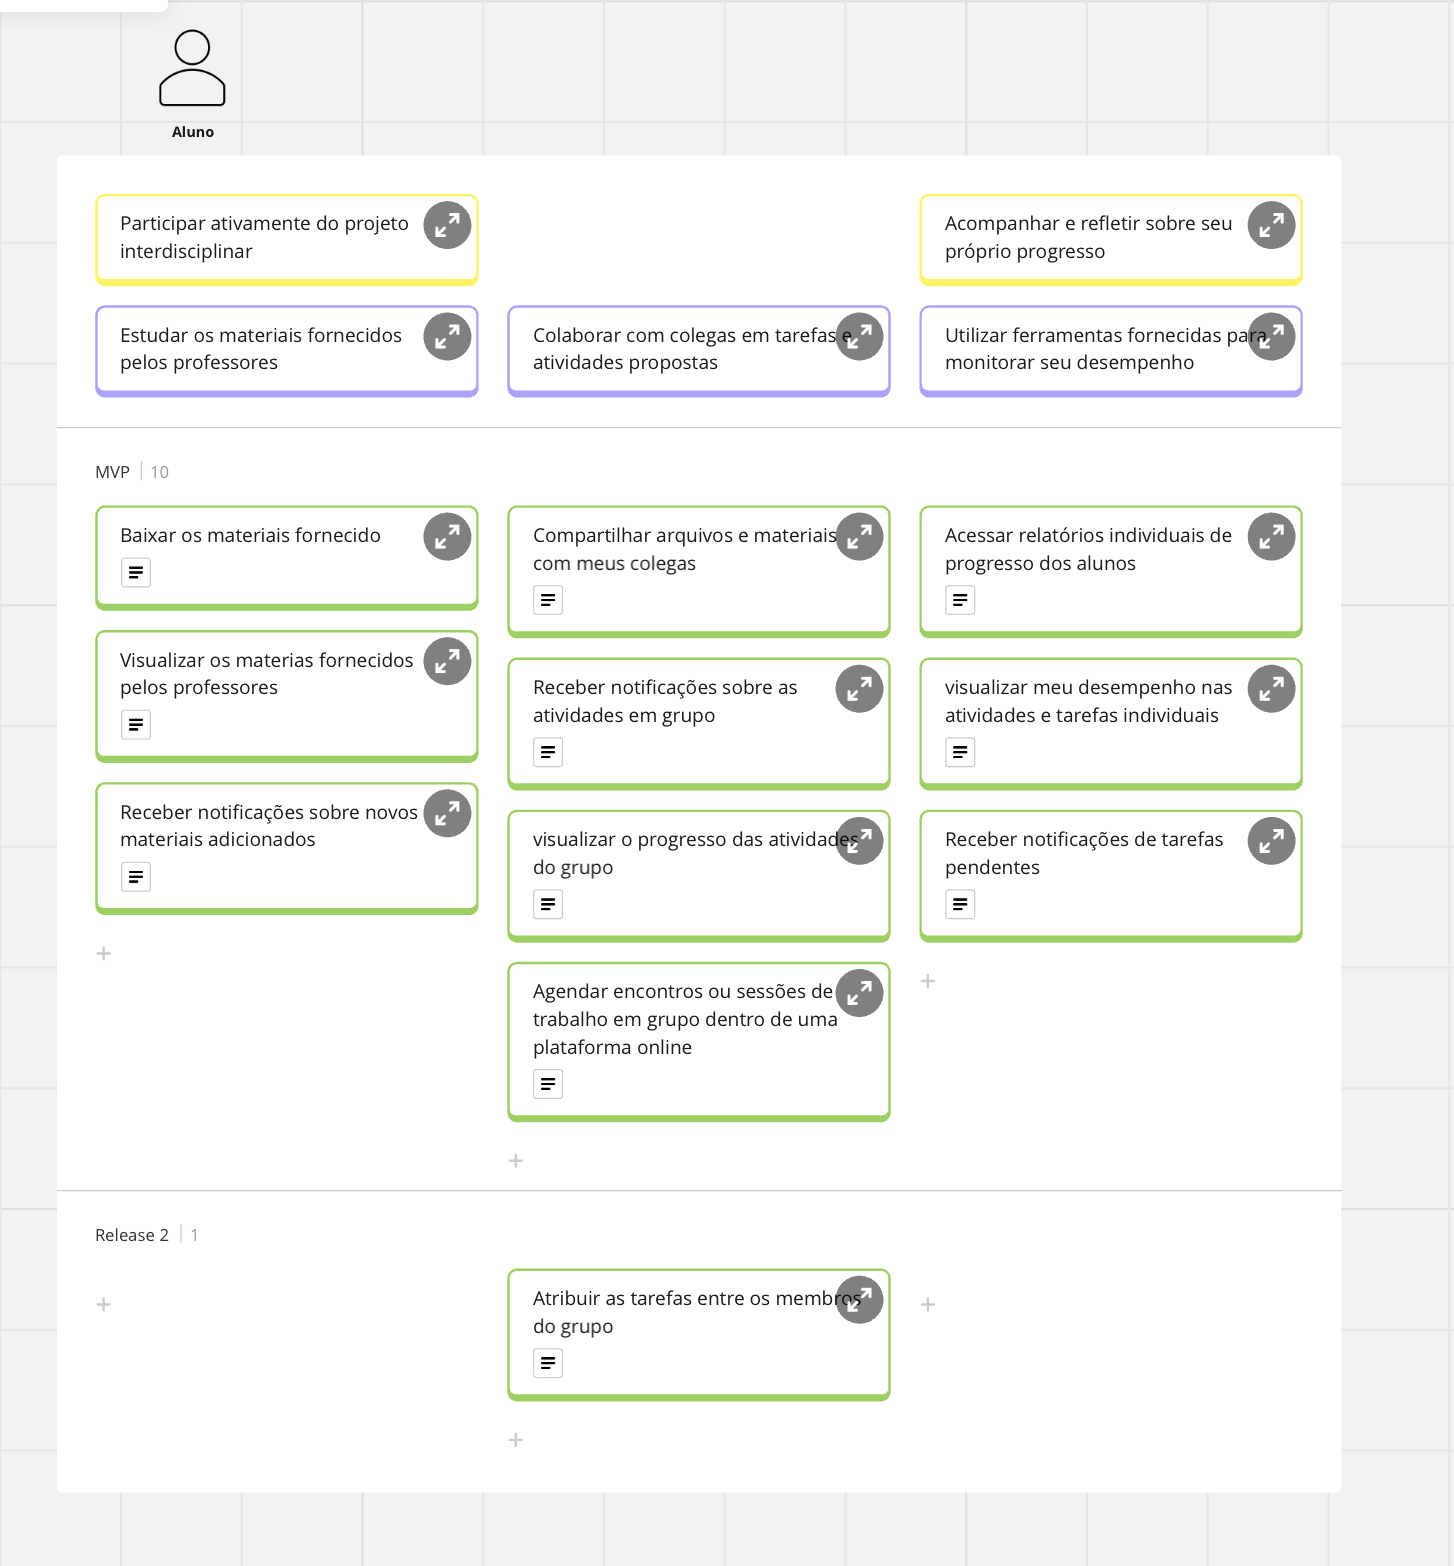 Aluno
Participar ativamente do projeto
interdisciplinar
Acompanhar e refletir sobre seu
próprio progresso
Estudar os materiais fornecidos
pelos professores
Colaborar com colegas em tarefas e
atividades propostas
Utilizar ferramentas fornecidas para
monitorar seu desempenho
MVP 10
Baixar os materiais fornecido
Visualizar os materias fornecidos
pelos professores
Receber notificações sobre novos
materiais adicionados
Compartilhar arquivos e materiais
com meus colegas
Receber notificações sobre as
atividades em grupo
visualizar o progresso das atividades
do grupo
Agendar encontros ou sessões de
trabalho em grupo dentro de uma
plataforma online
Acessar relatórios individuais de
progresso dos alunos
visualizar meu desempenho nas
atividades e tarefas individuais
Receber notificações de tarefas
pendentes
Release 2 1
Atribuir as tarefas entre os membros
do grupo